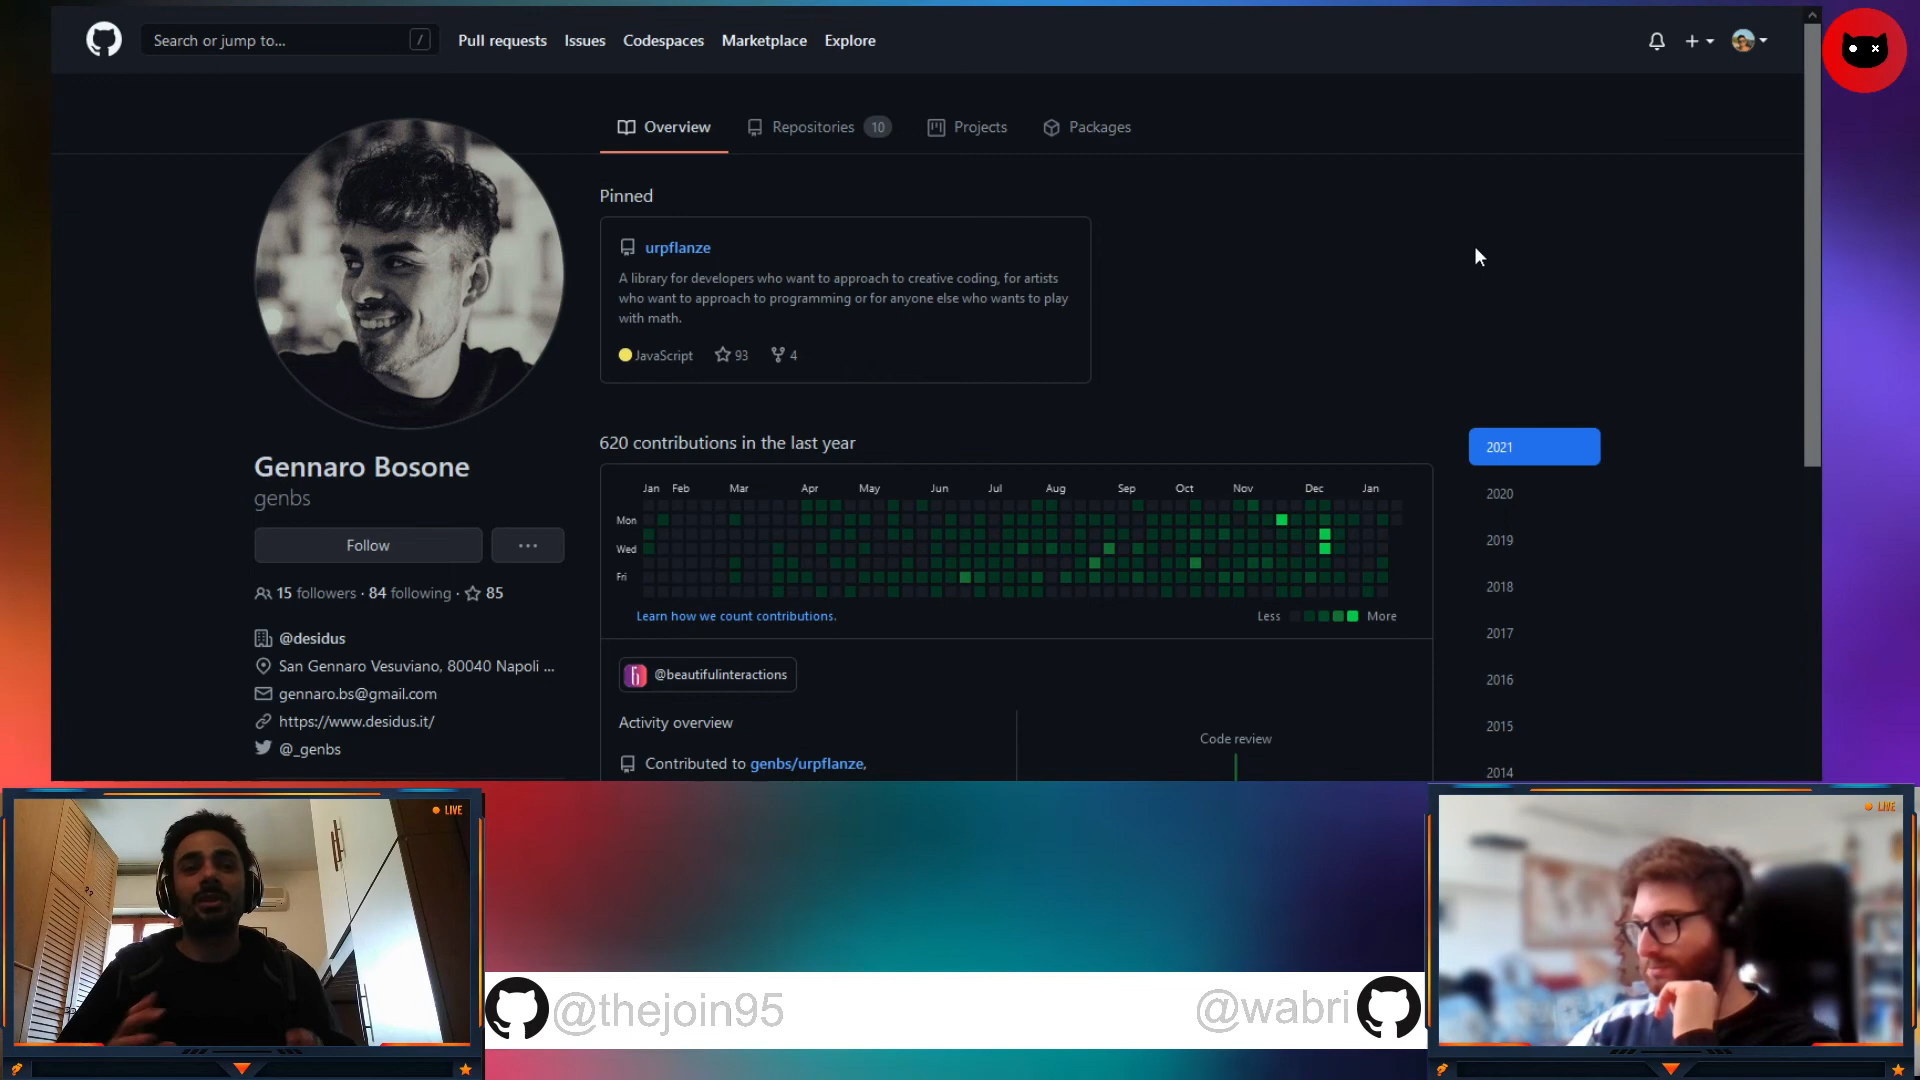 Search or jump to...
/
Pull requests
Issues
Codespaces
Marketplace
Explore
Overview
Repositories 10
Projects
Packages
Pinned
urpflanze
A library for developers who want to approach to creative coding, for artists
who want to approach to programming or for anyone else who wants to play
with math.
JavaScript 93 4
620 contributions in the last year
Jan Feb Mar Apr May Jun Jul Aug Sep Oct Nov Dec Jan
Mon
Wed
Fri
Learn how we count contributions.
Less More
2021
2020
2019
2018
2017
2016
2015
2014
Gennaro Bosone
genbs
Follow
...
15 followers · 84 following · 85
@desidus
San Gennaro Vesuviano, 80040 Napoli ...
gennaro.bs@gmail.com
https://www.desidus.it/
@_genbs
@beautifulinteractions
Activity overview
Contributed to genbs/urpflanze,
Code review
LIVE
LIVE
@thejoin95
@wabri